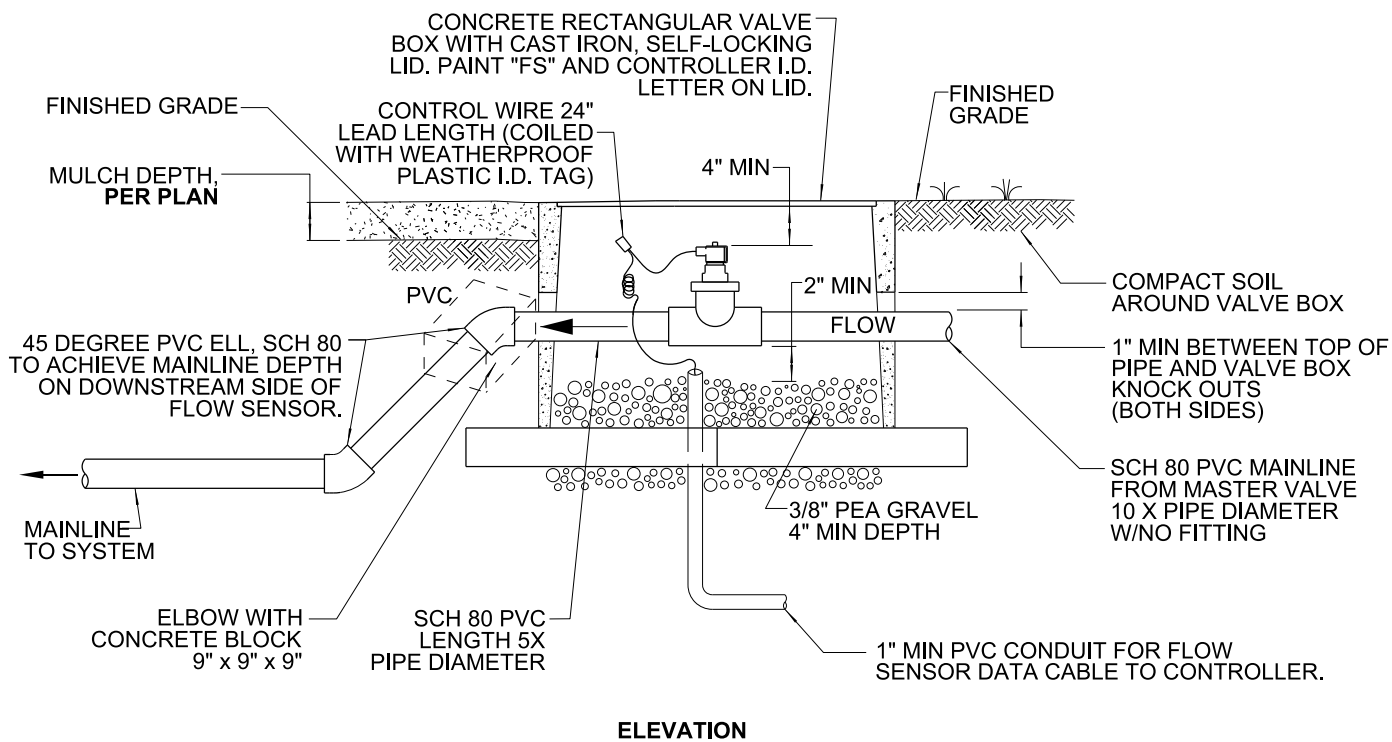 CONCRETE RECTANGULAR VALVE
BOX WITH CAST IRON, SELF-LOCKING
LID. PAINT "FS" AND CONTROLLER I.D.
LETTER ON LID.
FINISHED GRADE
CONTROL WIRE 24"
LEAD LENGTH (COILED
WITH WEATHERPROOF
PLASTIC I.D. TAG)
FINISHED
GRADE
4" MIN
MULCH DEPTH,
PER PLAN
PVC
2" MIN
COMPACT SOIL
AROUND VALVE BOX
FLOW
45 DEGREE PVC ELL, SCH 80
TO ACHIEVE MAINLINE DEPTH
ON DOWNSTREAM SIDE OF
FLOW SENSOR.
1" MIN BETWEEN TOP OF
PIPE AND VALVE BOX
KNOCK OUTS
(BOTH SIDES)
SCH 80 PVC MAINLINE
FROM MASTER VALVE
10 X PIPE DIAMETER
W/NO FITTING
3/8" PEA GRAVEL
4" MIN DEPTH
MAINLINE
TO SYSTEM
ELBOW WITH
CONCRETE BLOCK
9" x 9" x 9"
SCH 80 PVC
LENGTH 5X
PIPE DIAMETER
1" MIN PVC CONDUIT FOR FLOW
SENSOR DATA CABLE TO CONTROLLER.
ELEVATION